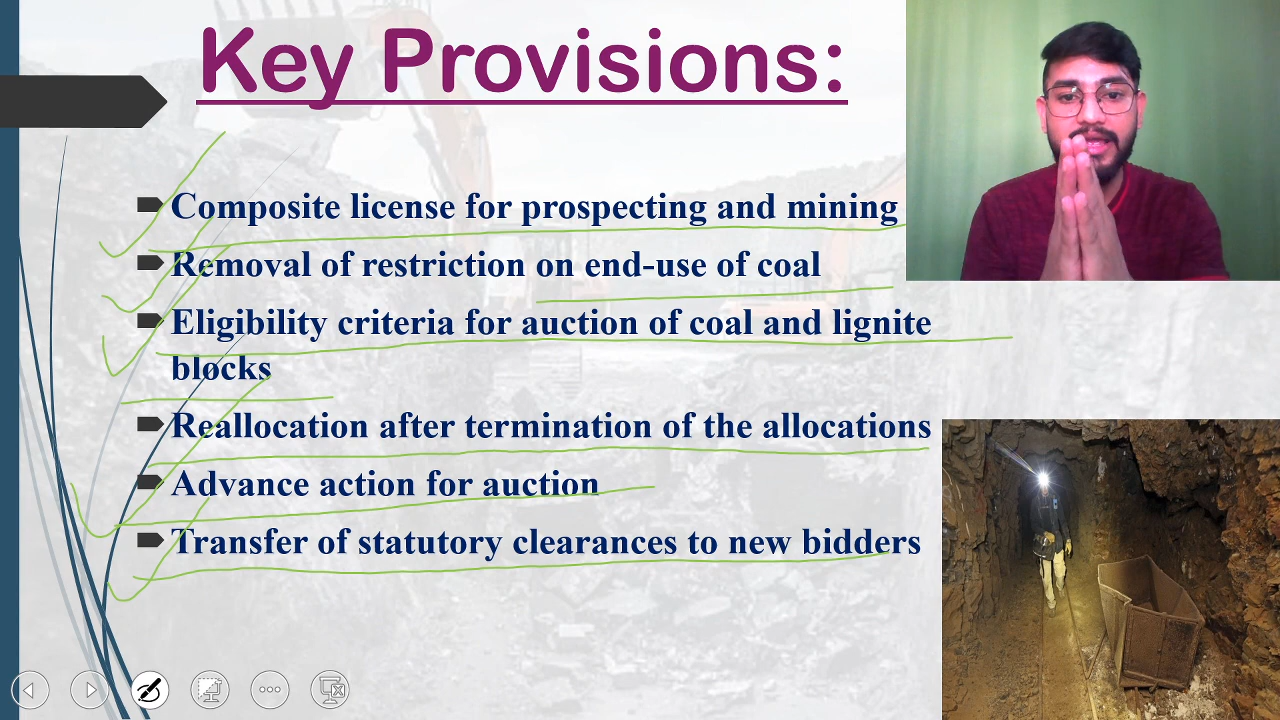 Key Provisions:
Composite license for prospecting and mining
Removal of restriction on end-use of coal
Eligibility criteria for auction of coal and lignite
blocks
Reallocation after termination of the allocations
Advance action for auction
Transfer of statutory clearances to new bidders